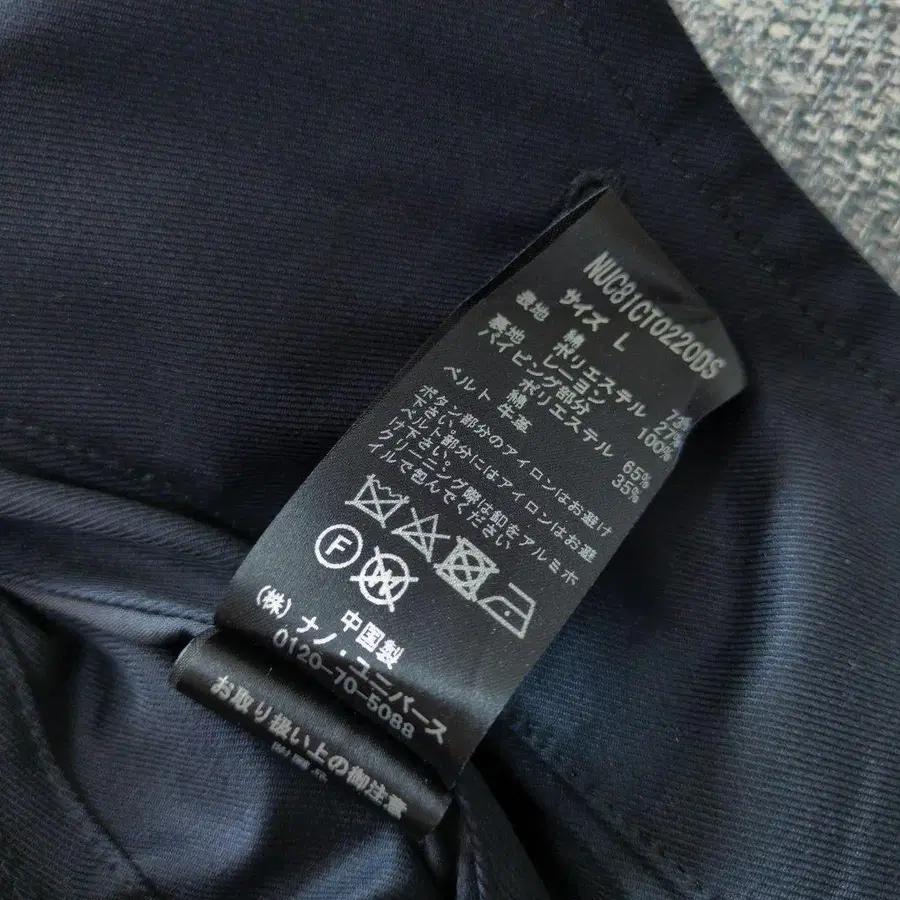 NUC81CT0220DS
サイズ L
表地 綿 73%
ポリエステル 27%
裏地 レーヨン 100%
パイピング部分
綿 65%
ポリエステル 35%
ベルト 牛革
ボタン部分のアイロンはお避け
下さい。
ベルト部分にはアイロンはお避
け下さい。
クリーニング時は釦をアルミホ
イルで包んでください
F
W
中国製
(株)ナノ・ユニバース
0120-70-5088
お取り扱い上の御注意